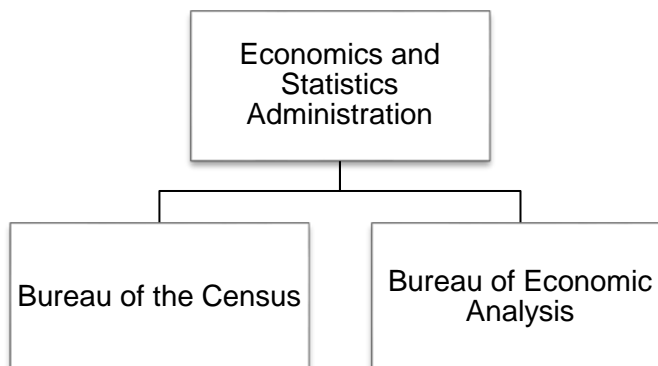 Economics and
Statistics
Administration
Bureau of the Census
Bureau of Economic
Analysis